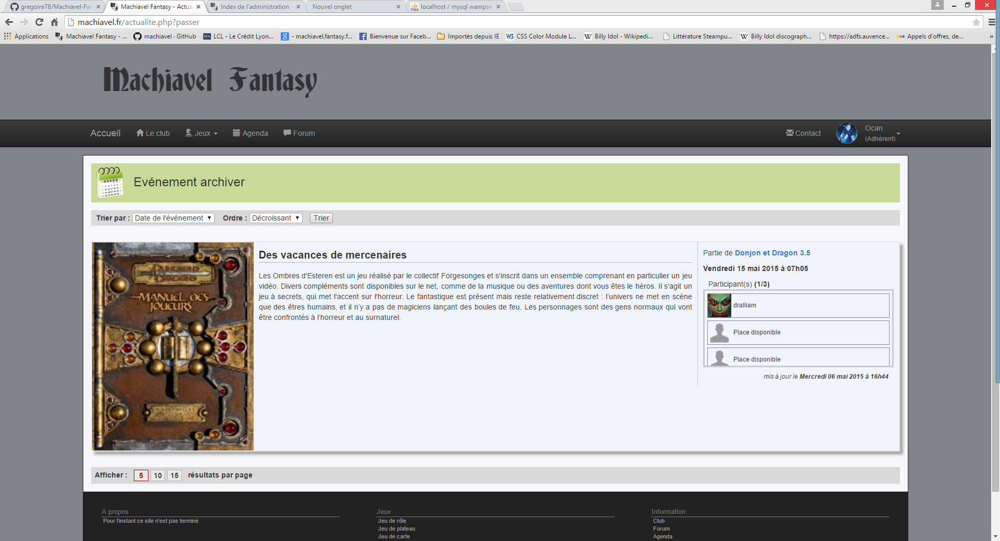 gregoire78/Machiavel-Fan
Machiavel Fantasy - Actua
Index de l'administration
Nouvel onglet
localhost / mysql wampse
machiavel.fr/actualite.php?passer
Applications
Machiavel Fantasy - ...
machiavel · GitHub
LCL - Le Crédit Lyon...
- machiavel.fantasy.f...
Bienvenue sur Faceb...
Importés depuis IE
CSS Color Module L...
Billy Idol - Wikipedi...
Littérature Steampu...
Billy Idol discograph...
https://adfs.auvence...
Appels d'offres, de...
»
Machiavel Fantasy
Accueil
Le club
Jeux
Agenda
Forum
Contact
Ocan
(Adhérent)
Evénement archiver
Trier par : Date de l'événement Ordre : Décroissant Trier
DUNGEONS
DRAGONS
MANUEL DES
JOUEURS
Des vacances de mercenaires
Les Ombres d'Esteren est un jeu réalisé par le collectif Forgesonges et s'inscrit dans un ensemble comprenant en particulier un jeu
vidéo. Divers compléments sont disponibles sur le net, comme de la musique ou des aventures dont vous êtes le héros. Il s'agit un
jeu à secrets, qui met l'accent sur l'horreur. Le fantastique est présent mais reste relativement discret : l'univers ne met en scène
que des êtres humains, et il n'y a pas de magiciens lançant des boules de feu. Les personnages sont des gens normaux qui vont
être confrontés à l'horreur et au surnaturel.
Partie de Donjon et Dragon 3.5
Vendredi 15 mai 2015 à 07h05
Participant(s) (1/3)
dralliam
Place disponible
Place disponible
mis à jour le Mercredi 06 mai 2015 à 16h44
Afficher : 5 10 15 résultats par page
A propos
Pour l'instant ce site n'est pas terminé.
Jeux
Jeu de rôle
Jeu de plateau
Jeu de carte
Information
Club
Forum
Agenda